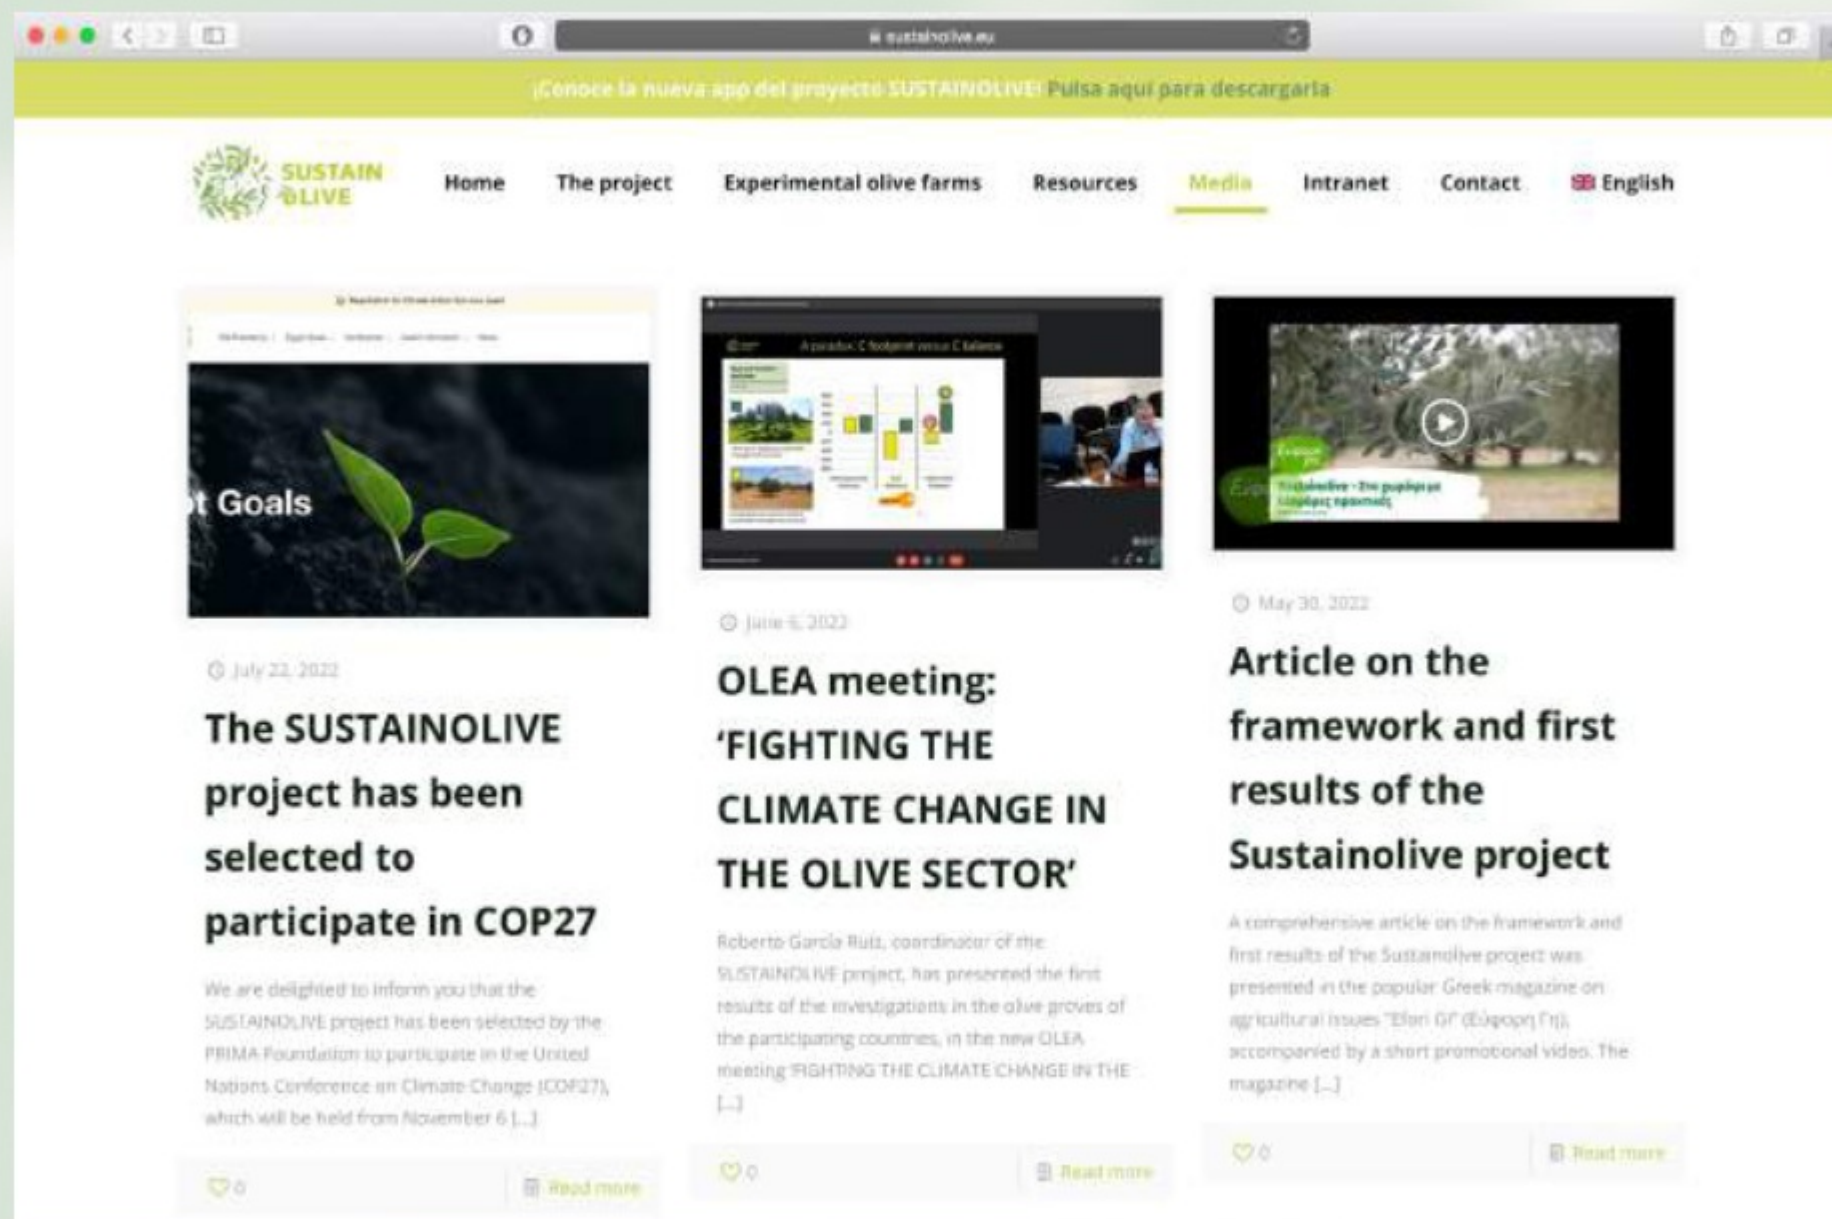 sustainolive.eu
¡Conoce la nueva app del proyecto SUSTAINOLIVE! Pulsa aquí para descargarla
SUSTAIN
OLIVE
Home The project Experimental olive farms Resources Media Intranet Contact English
t Goals
A paradox: C footprint versus C balance
July 22, 2022
The SUSTAINOLIVE
project has been
selected to
participate in COP27
We are delighted to inform you that the
SUSTAINOLIVE project has been selected by the
PRIMA Foundation to participate in the United
Nations Conference on Climate Change (COP27),
which will be held from November 6 [...]
0 Read more
June 6, 2022
OLEA meeting:
‘FIGHTING THE
CLIMATE CHANGE IN
THE OLIVE SECTOR’
Roberto García Ruiz, coordinator of the
SUSTAINOLIVE project, has presented the first
results of the investigations in the olive groves of
the participating countries, in the new OLEA
meeting ‘FIGHTING THE CLIMATE CHANGE IN THE
[...]
0 Read more
May 30, 2022
Article on the
framework and first
results of the
Sustainolive project
A comprehensive article on the framework and
first results of the Sustainolive project was
presented in the popular Greek magazine on
agricultural issues “Efori Gi” (Εύφορη Γη),
accompanied by a short promotional video. The
magazine [...]
0 Read more